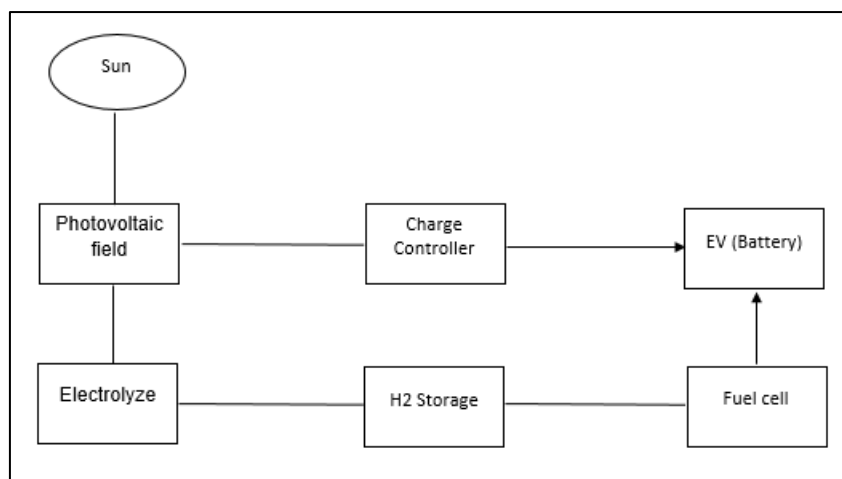 Sun
Photovoltaic
field
Charge
Controller
EV (Battery)
Electrolyze
H2 Storage
Fuel cell